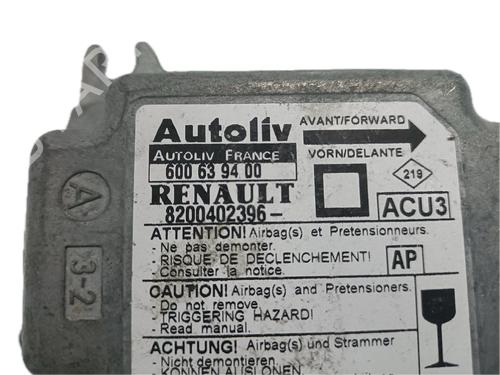 Autoliv
AVANT/FORWARD
AUTOLIV FRANCE
VORN/DELANTE
600 63 94 00
219
RENAULT
ACU3
8200402396-
ATTENTION! Airbag(s) et Pretensionneurs.
- Ne pas demonter.
- RISQUE DE DECLENCHEMENT!
- Consulter la notice.
AP
CAUTION! Airbag(s) and Pretensioners.
- Do not remove.
- TRIGGERING HAZARD!
- Read manual.
ACHTUNG! Airbag(s) und Strammer
- Nicht demontieren.
- KONNEN AUSLOSEN
A
3-2